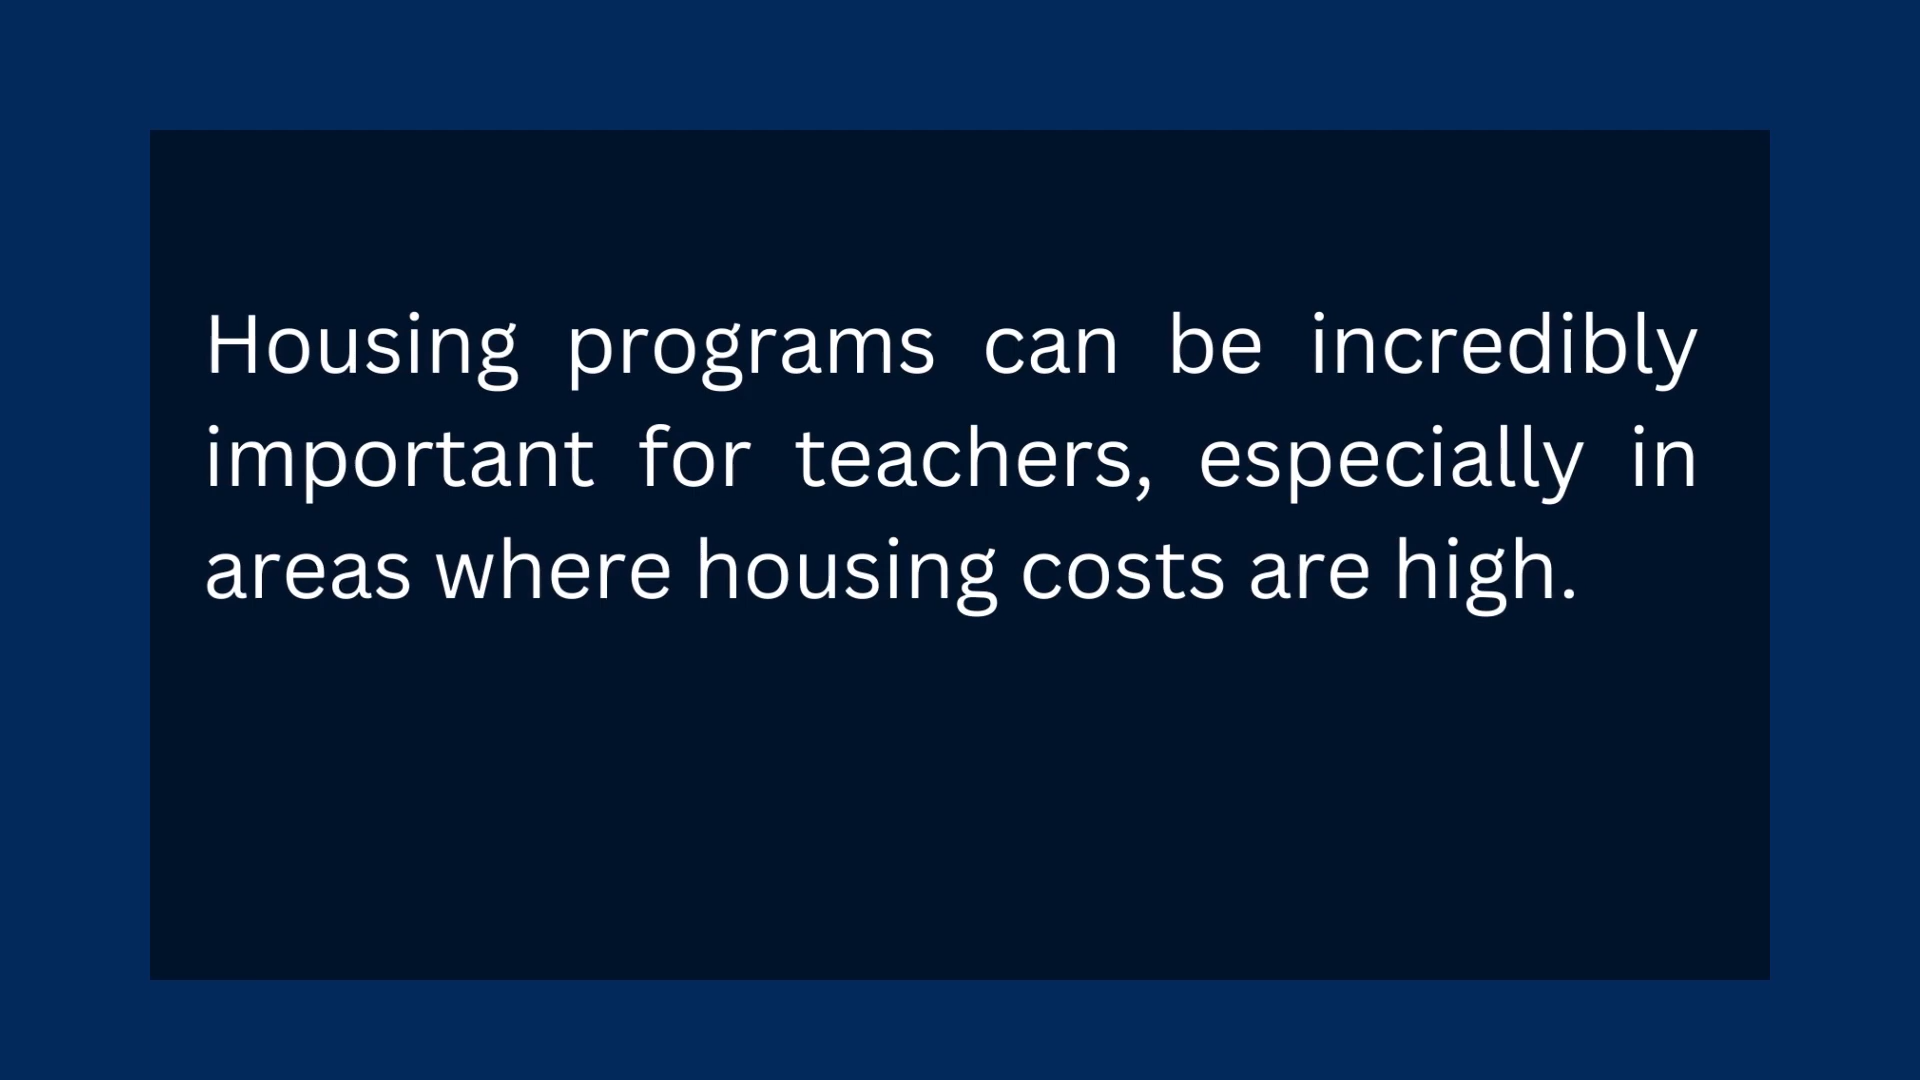 Housing programs can be incredibly
important for teachers, especially in
areas where housing costs are high.